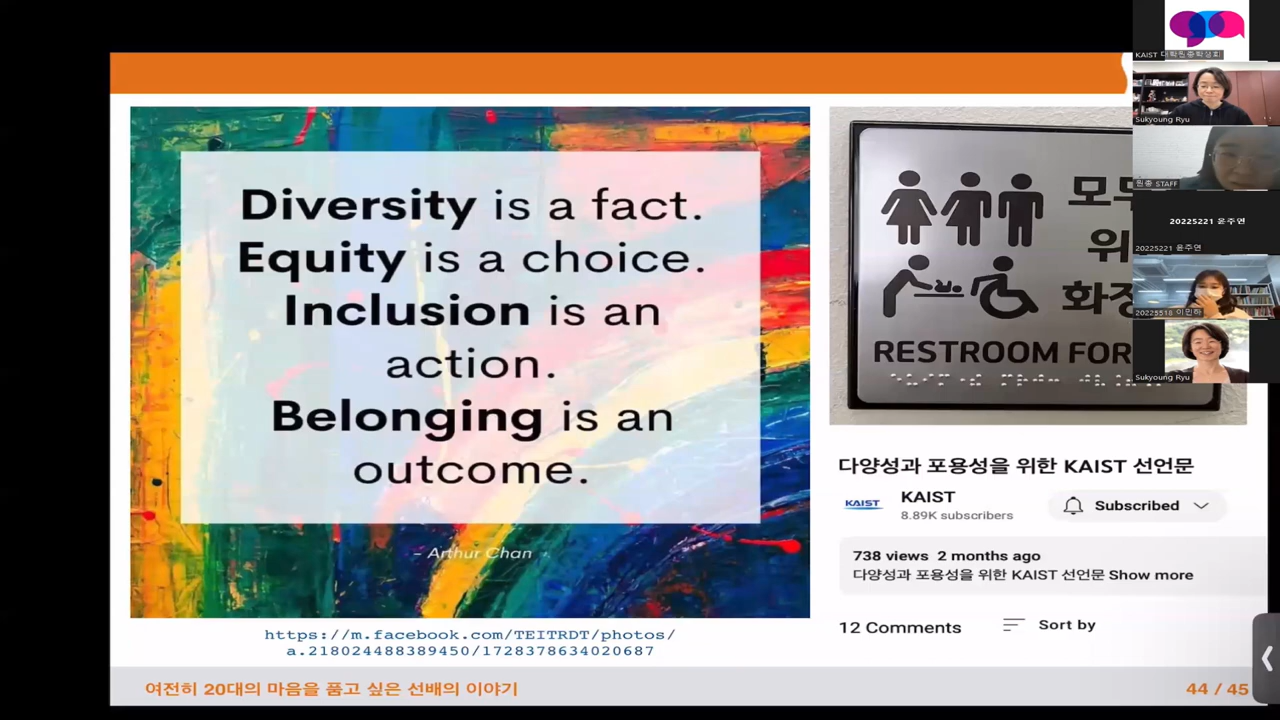 Diversity is a fact.
Equity is a choice.
Inclusion is an
action.
Belonging is an
outcome.
– Arthur Chan
https://m.facebook.com/TEITRDT/photos/
a.218024488389450/1728378634020687
RESTROOM FOR
다양성과 포용성을 위한 KAIST 선언문
KAIST
KAIST
8.89K subscribers
Subscribed
738 views 2 months ago
다양성과 포용성을 위한 KAIST 선언문 Show more
12 Comments
Sort by
여전히 20대의 마음을 품고 싶은 선배의 이야기
44 / 45
KAIST 대학원총학생회
Sukyoung Ryu
원총 STAFF
20225221 윤주연
20225221 윤주연
이민하
Sukyoung Ryu